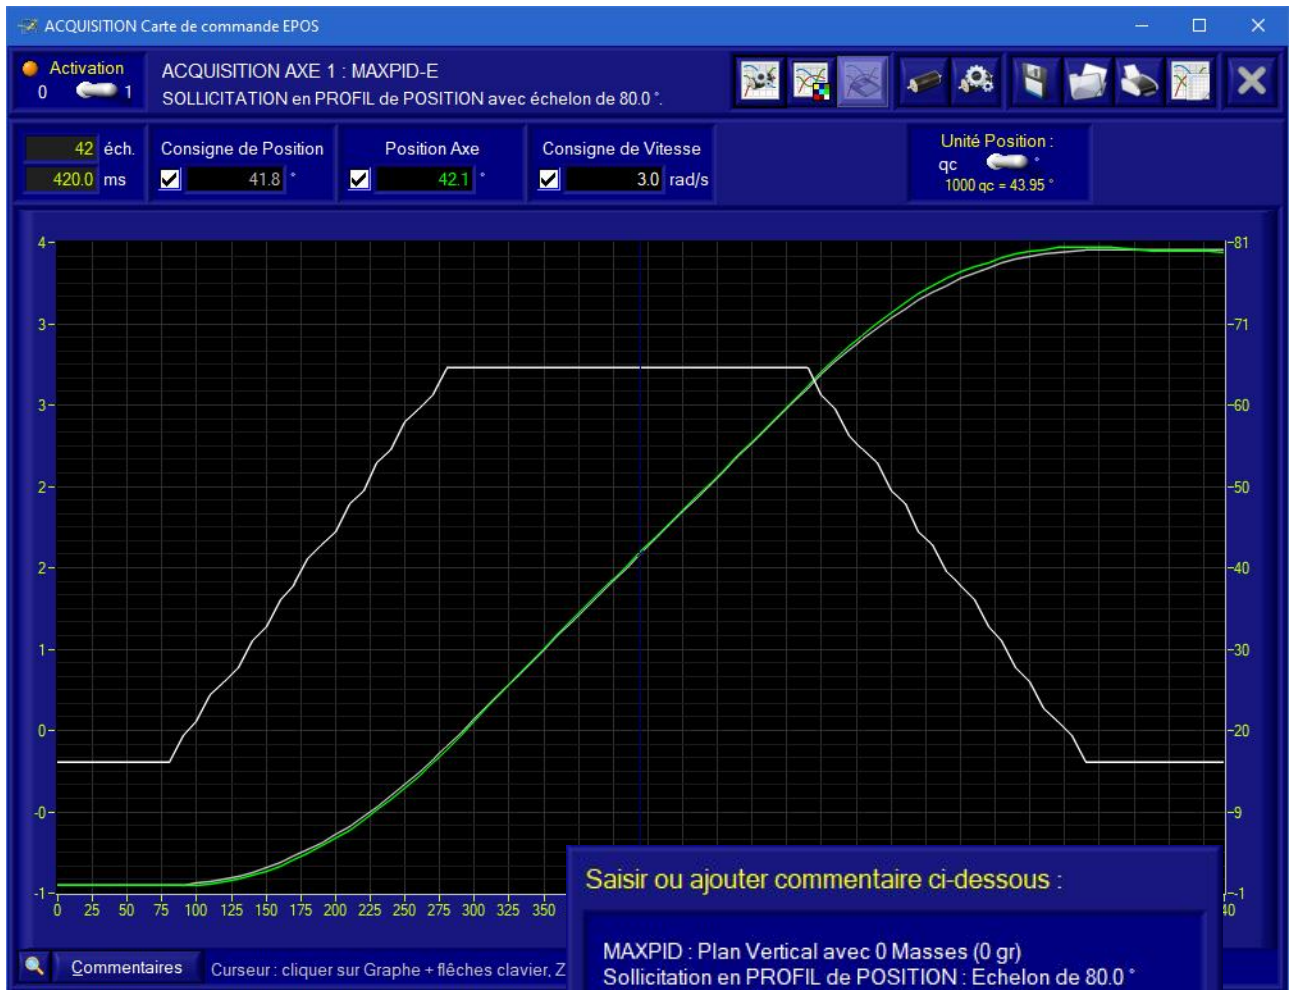 ACQUISITION Carte de commande EPOS
Activation
0 1
ACQUISITION AXE 1 : MAXPID-E
SOLLICITATION en PROFIL de POSITION avec échelon de 80.0 °.
42 éch.
420.0 ms
Consigne de Position
41.8 °
Position Axe
42.1 °
Consigne de Vitesse
3.0 rad/s
Unité Position :
qc °
1000 qc = 43.95 °
4
3
3
2
2
1
0
-0
-1
81
71
60
50
40
30
20
9
-1
0 25 50 75 100 125 150 175 200 225 250 275 300 325 350
40
Saisir ou ajouter commentaire ci-dessous :
MAXPID : Plan Vertical avec 0 Masses (0 gr)
Sollicitation en PROFIL de POSITION : Echelon de 80.0 °
Commentaires
Curseur : cliquer sur Graphe + flêches clavier, Z